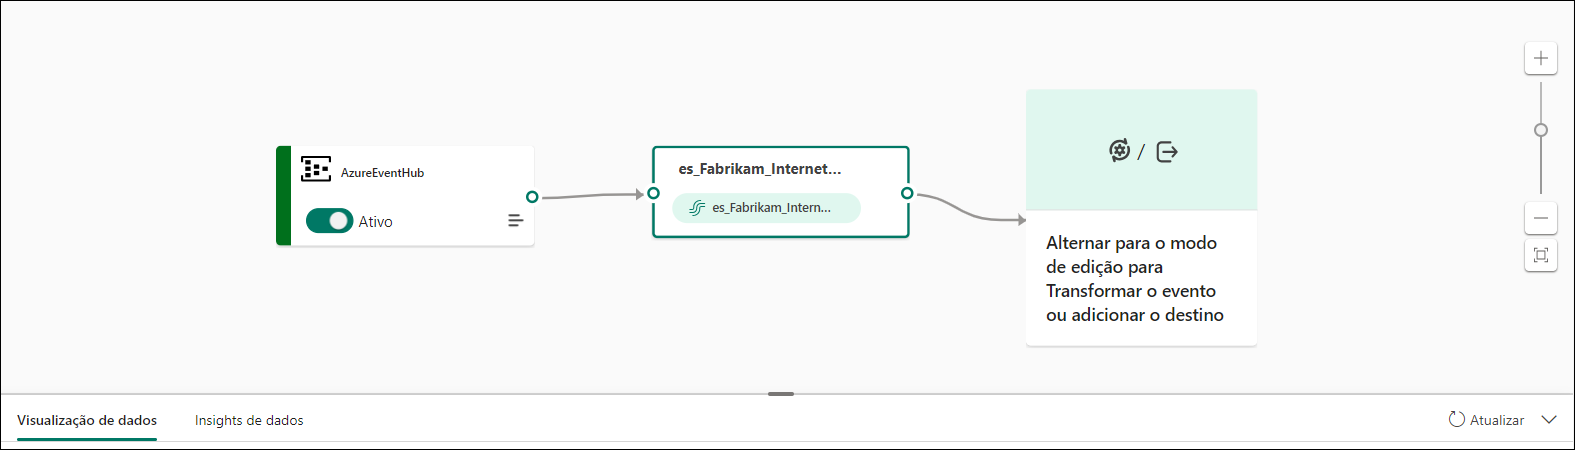 AzureEventHub
Ativo
es_Fabrikam_Internet...
es_Fabrikam_Intern...
/
Alternar para o modo
de edição para
Transformar o evento
ou adicionar o destino
Visualização de dados
Insights de dados
Atualizar